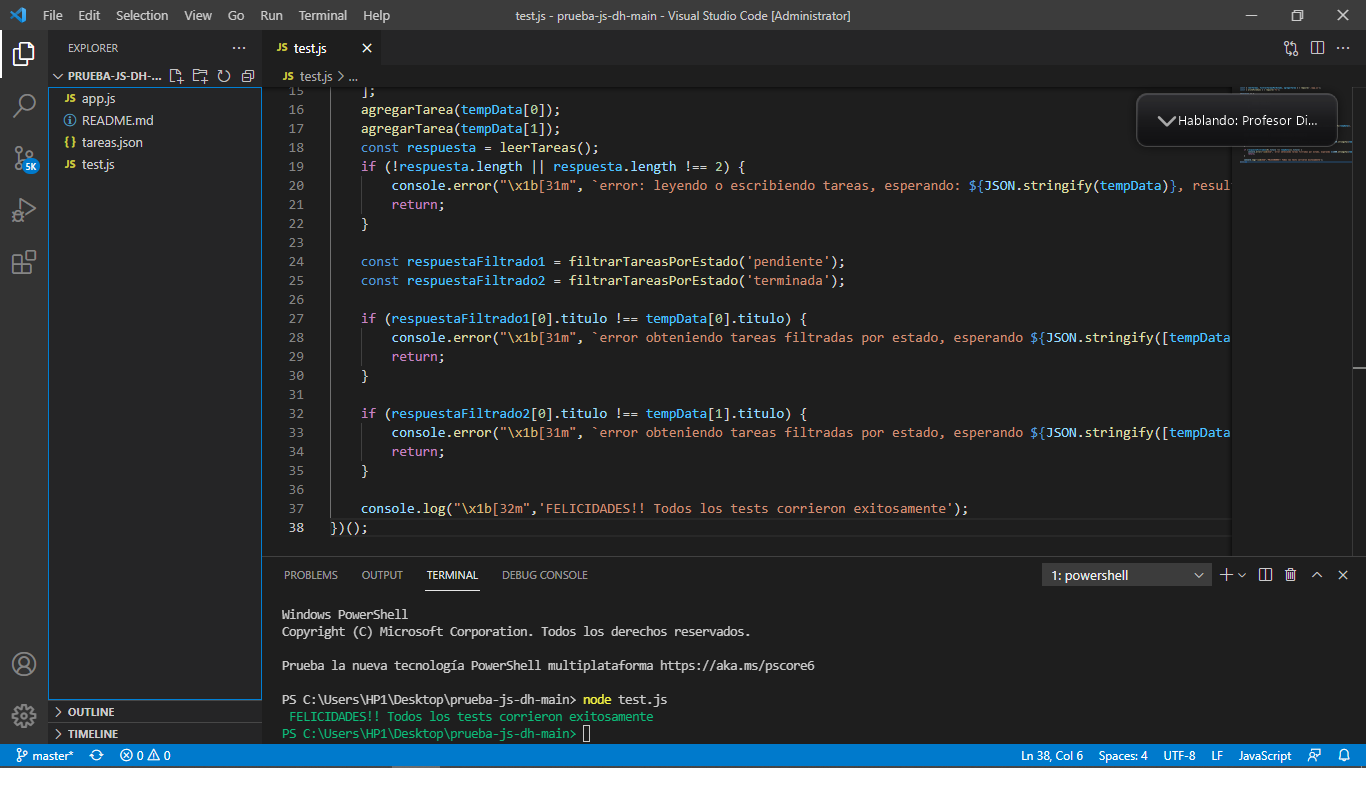 File Edit Selection View Go Run Terminal Help
test.js - prueba-js-dh-main - Visual Studio Code [Administrator]
EXPLORER
PRUEBA-JS-DH-...
JS app.js
README.md
{} tareas.json
JS test.js
5K
OUTLINE
TIMELINE
JS test.js
JS test.js > ...
Hablando: Profesor Di...
15 ];
16 agregarTarea(tempData[0]);
17 agregarTarea(tempData[1]);
18 const respuesta = leerTareas();
19 if (!respuesta.length || respuesta.length !== 2) {
20 console.error("\x1b[31m", `error: leyendo o escribiendo tareas, esperando: ${JSON.stringify(tempData)}, resul
21 return;
22 }
23
24 const respuestaFiltrado1 = filtrarTareasPorEstado('pendiente');
25 const respuestaFiltrado2 = filtrarTareasPorEstado('terminada');
26
27 if (respuestaFiltrado1[0].titulo !== tempData[0].titulo) {
28 console.error("\x1b[31m", `error obteniendo tareas filtradas por estado, esperando ${JSON.stringify([tempData
29 return;
30 }
31
32 if (respuestaFiltrado2[0].titulo !== tempData[1].titulo) {
33 console.error("\x1b[31m", `error obteniendo tareas filtradas por estado, esperando ${JSON.stringify([tempData
34 return;
35 }
36
37 console.log("\x1b[32m",'FELICIDADES!! Todos los tests corrieron exitosamente');
38 })();
PROBLEMS OUTPUT TERMINAL DEBUG CONSOLE
1: powershell
Windows PowerShell
Copyright (C) Microsoft Corporation. Todos los derechos reservados.
Prueba la nueva tecnología PowerShell multiplataforma https://aka.ms/pscore6
PS C:\Users\HP1\Desktop\prueba-js-dh-main> node test.js
FELICIDADES!! Todos los tests corrieron exitosamente
PS C:\Users\HP1\Desktop\prueba-js-dh-main>
master* 0 0
Ln 38, Col 6 Spaces: 4 UTF-8 LF JavaScript